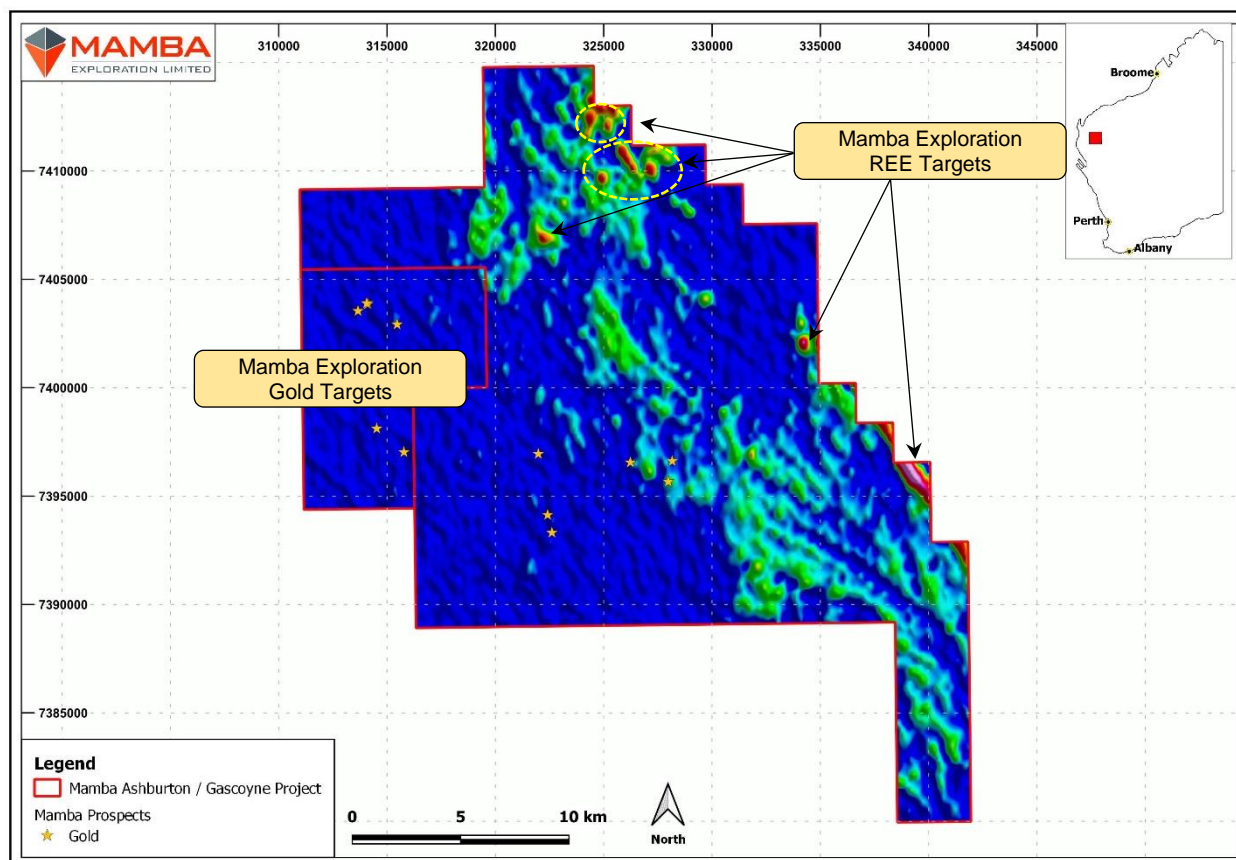 MAMBA
EXPLORATION LIMITED
310000
315000
320000
325000
330000
335000
340000
345000
Broome
Perth
Albany
7410000
7405000
7400000
7395000
7390000
7385000
Mamba Exploration
REE Targets
Mamba Exploration
Gold Targets
Legend
Mamba Ashburton / Gascoyne Project
Mamba Prospects
Gold
0 5 10 km
North